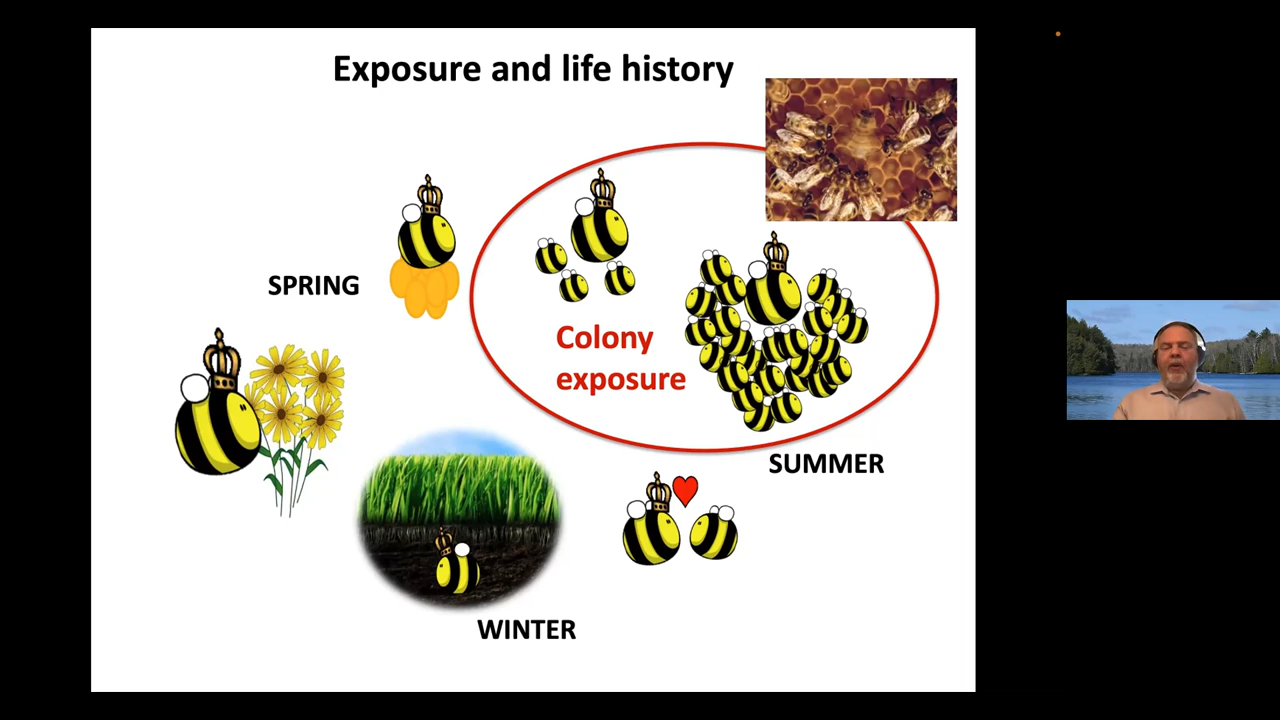 Exposure and life history
SPRING
Colony
exposure
SUMMER
WINTER